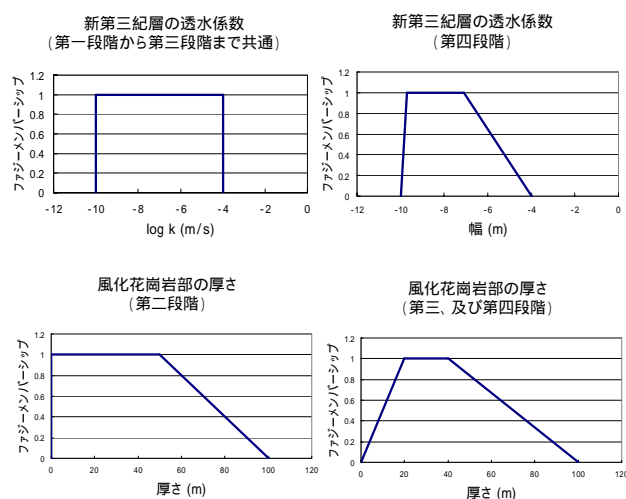 新第三紀層の透水係数
(第一段階から第三段階まで共通)
ファジーメンバーシップ
1.2
1
0.8
0.6
0.4
0.2
0
-12 -10 -8 -6 -4 -2 0
log k (m/s)
新第三紀層の透水係数
(第四段階)
ファジーメンバーシップ
1.2
1
0.8
0.6
0.4
0.2
0
-12 -10 -8 -6 -4 -2 0
幅 (m)
風化花崗岩部の厚さ
(第二段階)
ファジーメンバーシップ
1.2
1
0.8
0.6
0.4
0.2
0
0 20 40 60 80 100 120
厚さ (m)
風化花崗岩部の厚さ
(第三、及び第四段階)
ファジーメンバーシップ
1.2
1
0.8
0.6
0.4
0.2
0
0 20 40 60 80 100 120
厚さ (m)